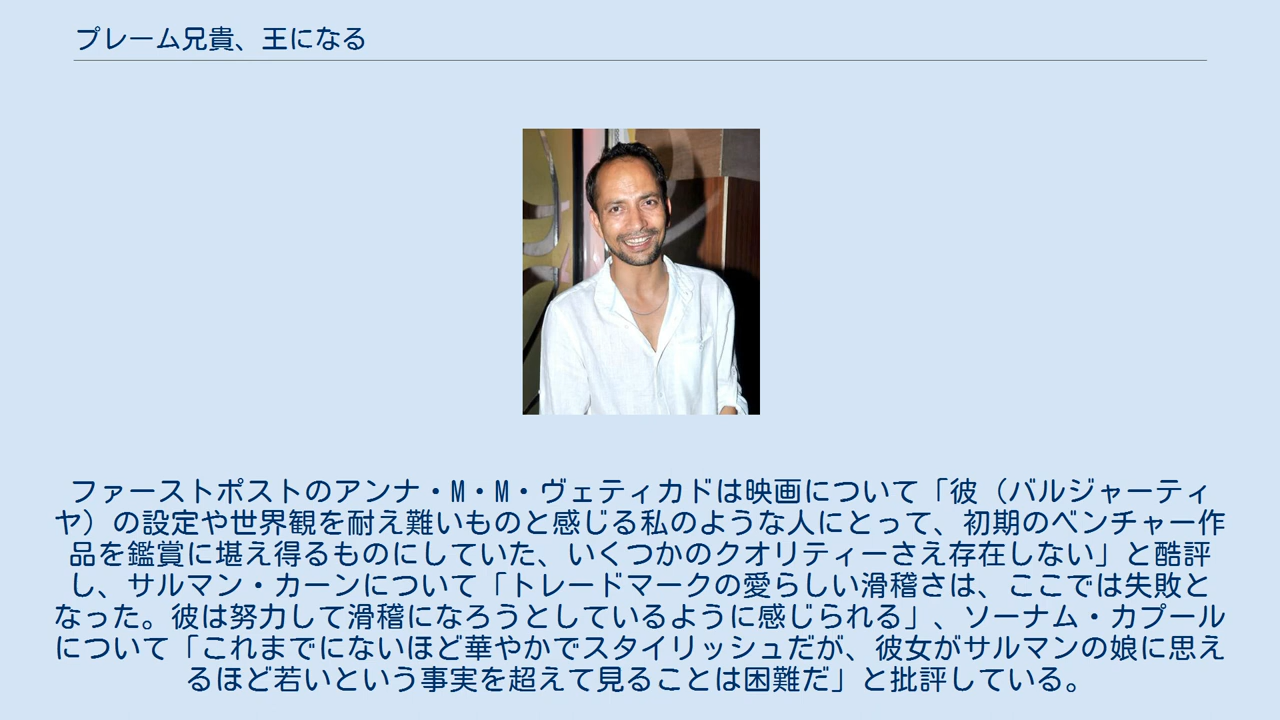 プレーム兄貴、王になる
ファーストポストのアンナ・M・M・ヴェティカドは映画について「彼（バルジャーティ
ヤ）の設定や世界観を耐え難いものと感じる私のような人にとって、初期のベンチャー作
品を鑑賞に堪え得るものにしていた、いくつかのクオリティーさえ存在しない」と酷評
し、サルマン・カーンについて「トレードマークの愛らしい滑稽さは、ここでは失敗と
なった。彼は努力して滑稽になろうとしているように感じられる」、ソーナム・カプール
について「これまでにないほど華やかでスタイリッシュだが、彼女がサルマンの娘に思え
るほど若いという事実を超えて見ることは困難だ」と批評している。